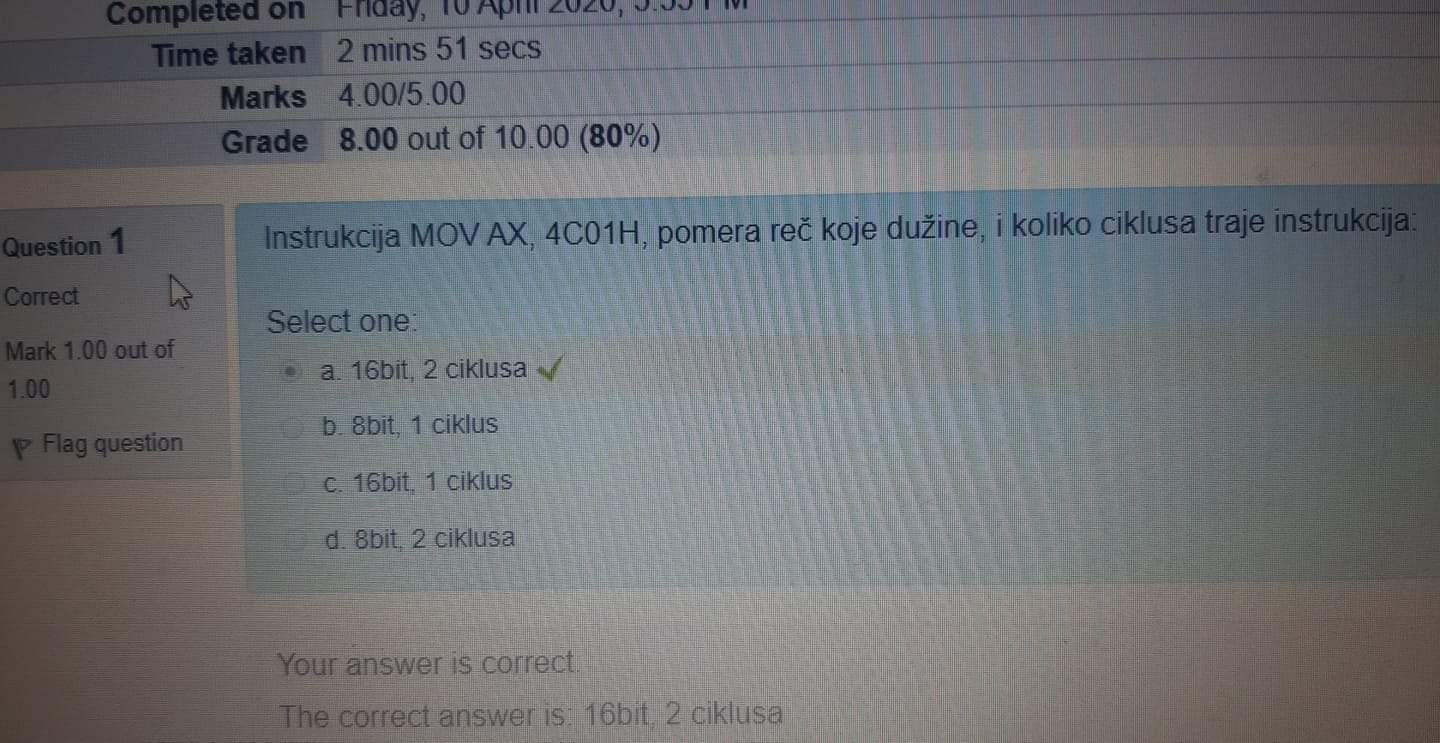 Completed on Friday, 10 April 2020,
Time taken 2 mins 51 secs
Marks 4.00/5.00
Grade 8.00 out of 10.00 (80%)
Question 1
Correct
Mark 1.00 out of
1.00
Flag question
Instrukcija MOV AX, 4C01H, pomera reč koje dužine, i koliko ciklusa traje instrukcija:
Select one:
a. 16bit, 2 ciklusa
b. 8bit, 1 ciklus
c. 16bit, 1 ciklus
d. 8bit, 2 ciklusa
Your answer is correct.
The correct answer is: 16bit, 2 ciklusa